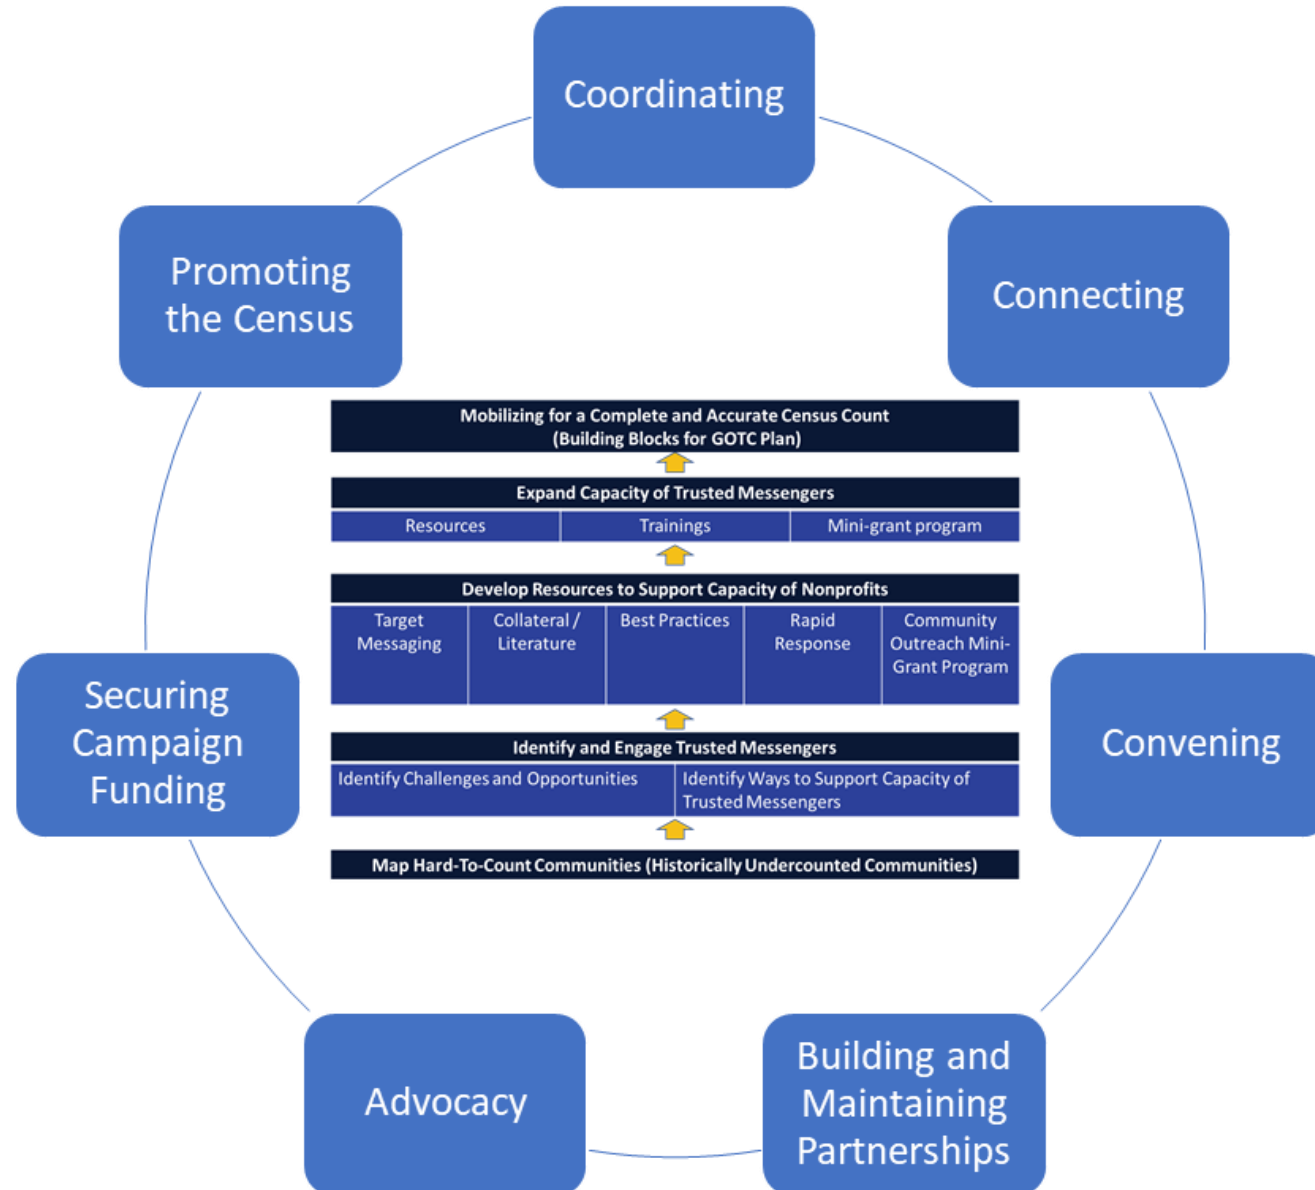 Coordinating
Promoting
the Census
Connecting
Mobilizing for a Complete and Accurate Census Count
(Building Blocks for GOTC Plan)
Expand Capacity of Trusted Messengers
Resources
Trainings
Mini-grant program
Develop Resources to Support Capacity of Nonprofits
Target
Messaging
Collateral /
Literature
Best Practices
Rapid
Response
Community
Outreach Mini-
Grant Program
Identify and Engage Trusted Messengers
Identify Challenges and Opportunities
Identify Ways to Support Capacity of
Trusted Messengers
Map Hard-To-Count Communities (Historically Undercounted Communities)
Securing
Campaign
Funding
Convening
Advocacy
Building and
Maintaining
Partnerships